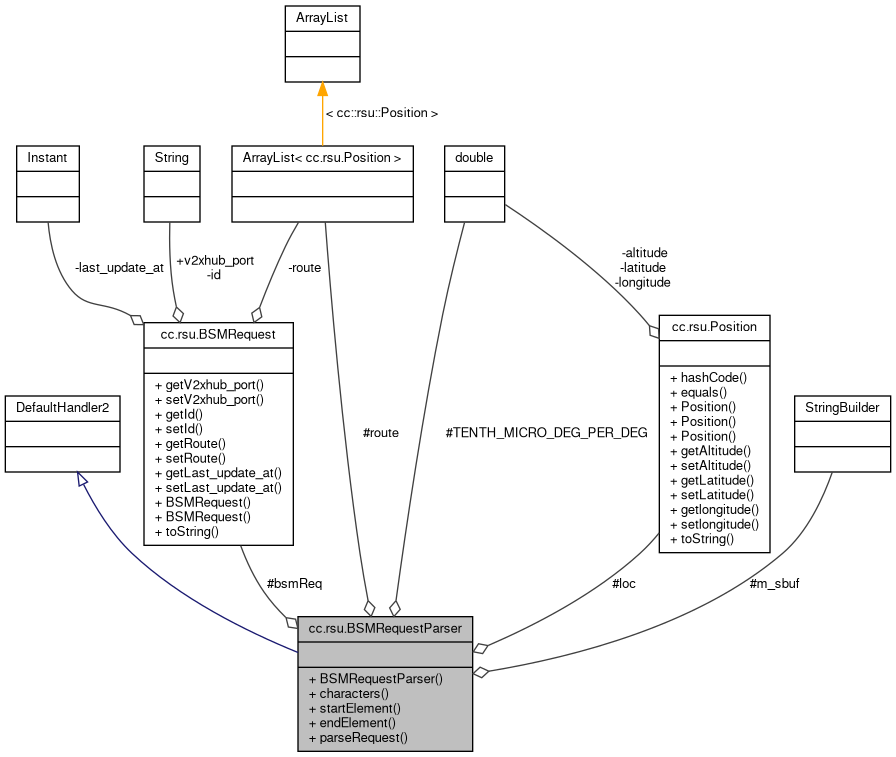 ArrayList
< cc::rsu::Position >
Instant
String
ArrayList< cc.rsu.Position >
double
-last_update_at
+v2xhub_port
-id
-route
-altitude
-latitude
-longitude
cc.rsu.BSMRequest
+ getV2xhub_port()
+ setV2xhub_port()
+ getId()
+ setId()
+ getRoute()
+ setRoute()
+ getLast_update_at()
+ setLast_update_at()
+ BSMRequest()
+ BSMRequest()
+ toString()
cc.rsu.Position
+ hashCode()
+ equals()
+ Position()
+ Position()
+ Position()
+ getAltitude()
+ setAltitude()
+ getLatitude()
+ setLatitude()
+ getlongitude()
+ setlongitude()
+ toString()
DefaultHandler2
StringBuilder
#route
#TENTH_MICRO_DEG_PER_DEG
#bsmReq
#loc
#m_sbuf
cc.rsu.BSMRequestParser
+ BSMRequestParser()
+ characters()
+ startElement()
+ endElement()
+ parseRequest()